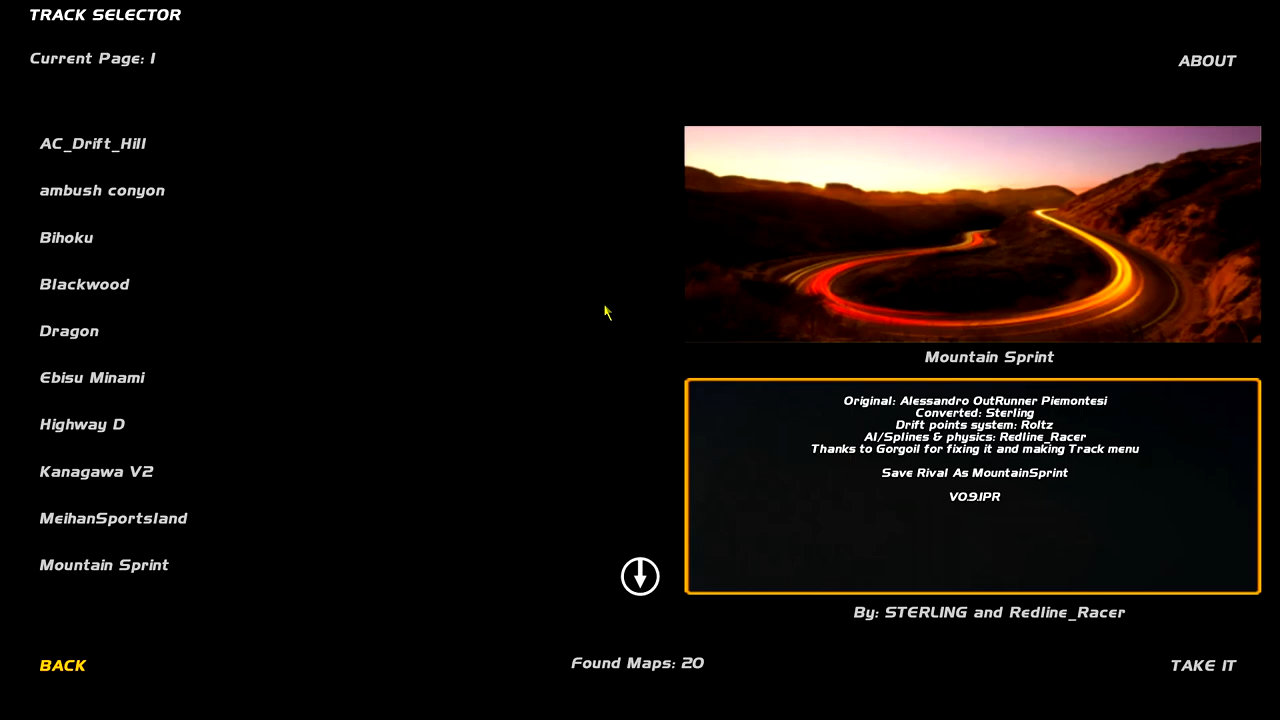 TRACK SELECTOR
Current Page: 1
ABOUT
AC_Drift_Hill
ambush conyon
Bihoku
Blackwood
Dragon
Ebisu Minami
Highway D
Kanagawa V2
MeihanSportsland
Mountain Sprint
Mountain Sprint
Original: Alessandro OutRunner Piemontesi
Converted: Sterling
Drift points system: Roltz
AI/Splines & physics: Redline_Racer
Thanks to Gorgoil for fixing it and making Track menu
Save Rival As MountainSprint
V0.9.1PR
By: STERLING and Redline_Racer
BACK
Found Maps: 20
TAKE IT